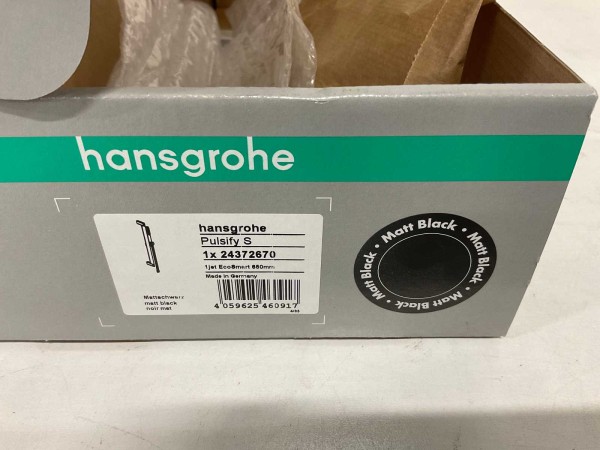 hansgrohe
hansgrohe
Pulsify S
1x 24372670
1jet EcoSmart 650mm
Made in Germany
Mattschwarz
matt black
noir mat
4 059625 460917
Matt Black • Matt Black • Matt Black •